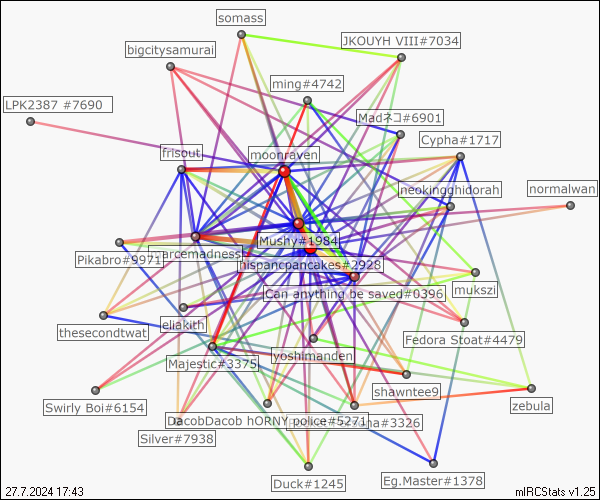 somass
JKOUYH VIII#7034
bigcitysamurai
ming#4742
LPK2387 #7690
Madネコ#6901
Cypha#1717
frisout
moonraven
neokingghidorah
normalwan
Mushy#1984
Pikabro#9971
arcemadness
hispancpancakes#2928
mukszi
Can anything be saved#0396
thesecondtwat
eliakith
Fedora Stoat#4479
Majestic#3375
yoshimanden
shawntee9
zebula
Swirly Boi#6154
DacobDacob hORNY police#5271
#3326
Silver#7938
Duck#1245
Eg.Master#1378
27.7.2024 17:43
mIRCStats v1.25